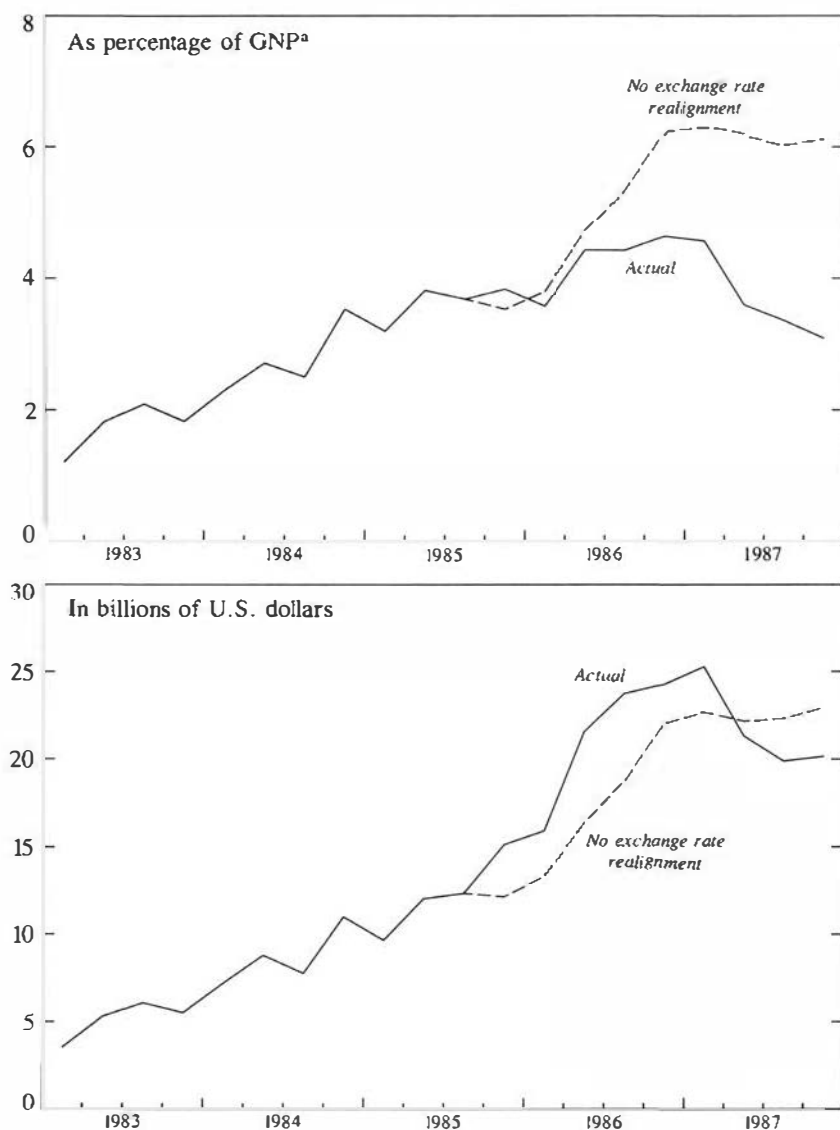 8
As percentage of GNPᵃ
No exchange rate
realignment
6
4
Actual
2
0
1983 1984 1985 1986 1987
30
In billions of U.S. dollars
25
Actual
20
15
No exchange rate
realignment
10
5
0
1983 1984 1985 1986 1987